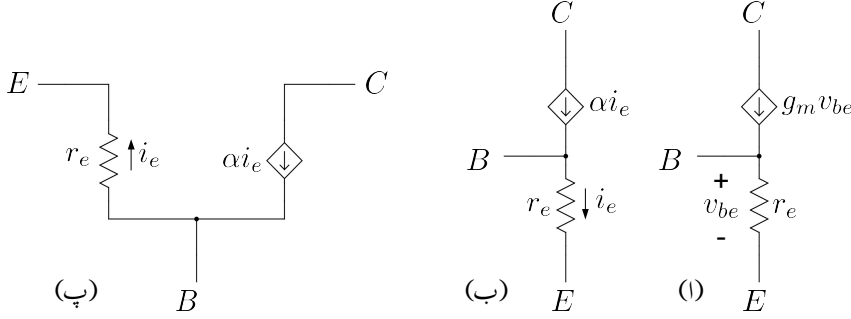 C
g_m v_be
B
+
v_be
r_e
-
E
(ا)
C
αi_e
B
r_e
i_e
E
(ب)
E
C
r_e
i_e
αi_e
B
(پ)